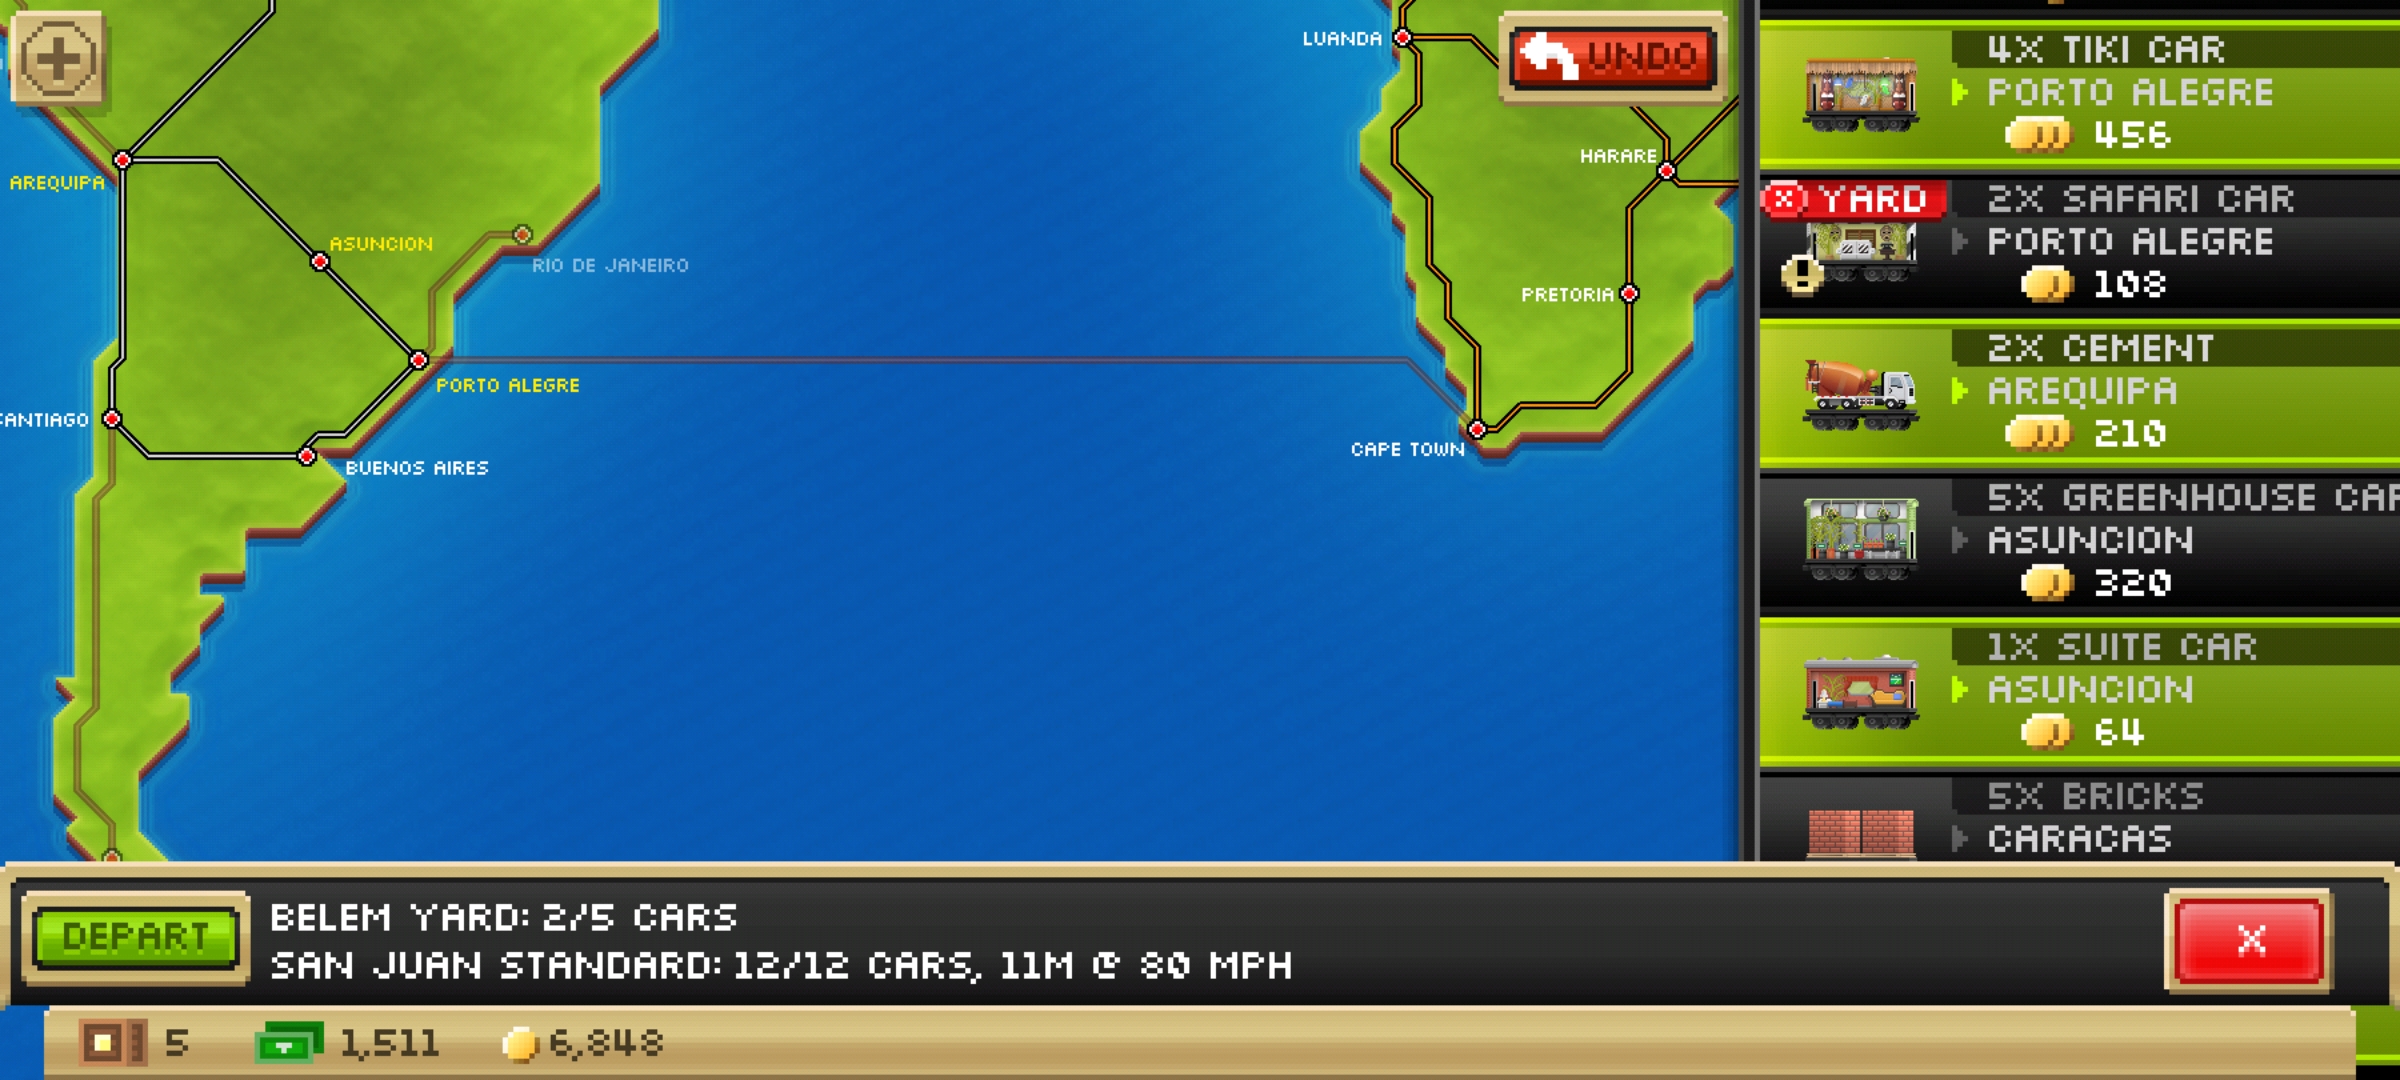 LUANDA
UNDO
HARARE
AREQUIPA
ASUNCION
RIO DE JANEIRO
PRETORIA
PORTO ALEGRE
ANTIAGO
BUENOS AIRES
CAPE TOWN
4X TIKI CAR
PORTO ALEGRE
456
YARD
2X SAFARI CAR
PORTO ALEGRE
108
2X CEMENT
AREQUIPA
210
5X GREENHOUSE CAR
ASUNCION
320
1X SUITE CAR
ASUNCION
64
5X BRICKS
CARACAS
DEPART
BELEM YARD: 2/5 CARS
SAN JUAN STANDARD: 12/12 CARS, 11M @ 80 MPH
X
5
1,511
6,848